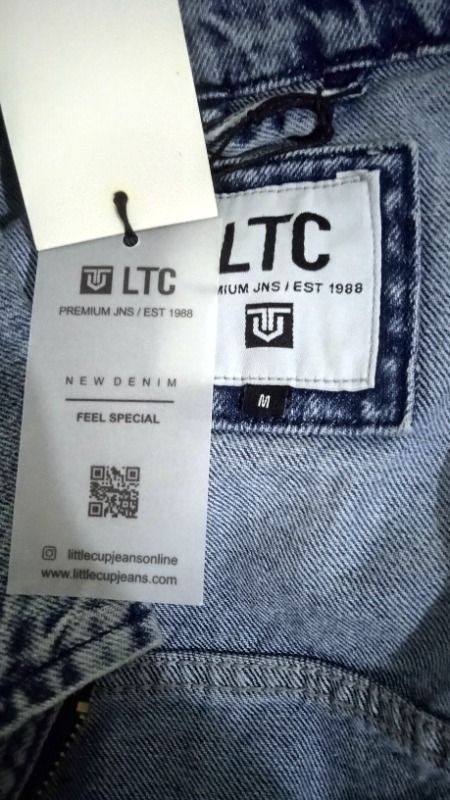 LTC
PREMIUM JNS / EST 1988
NEW DENIM
FEEL SPECIAL
littlecupjeansonline
www.littlecupjeans.com
LTC
MIUM JNS / EST 1988
M